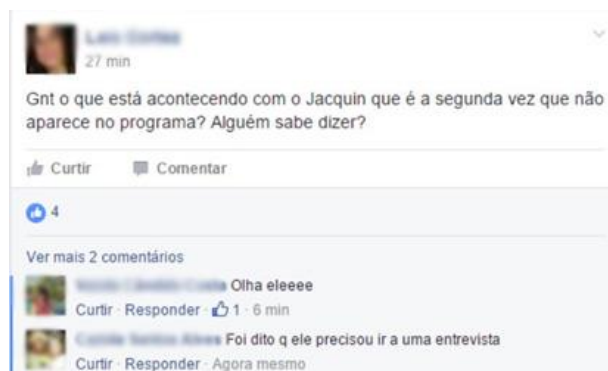 27 min
Gnt o que está acontecendo com o Jacquin que é a segunda vez que não
aparece no programa? Alguém sabe dizer?
Curtir Comentar
4
Ver mais 2 comentários
Olha eleeee
Curtir · Responder · 1 · 6 min
Foi dito q ele precisou ir a uma entrevista
Curtir · Responder · Agora mesmo